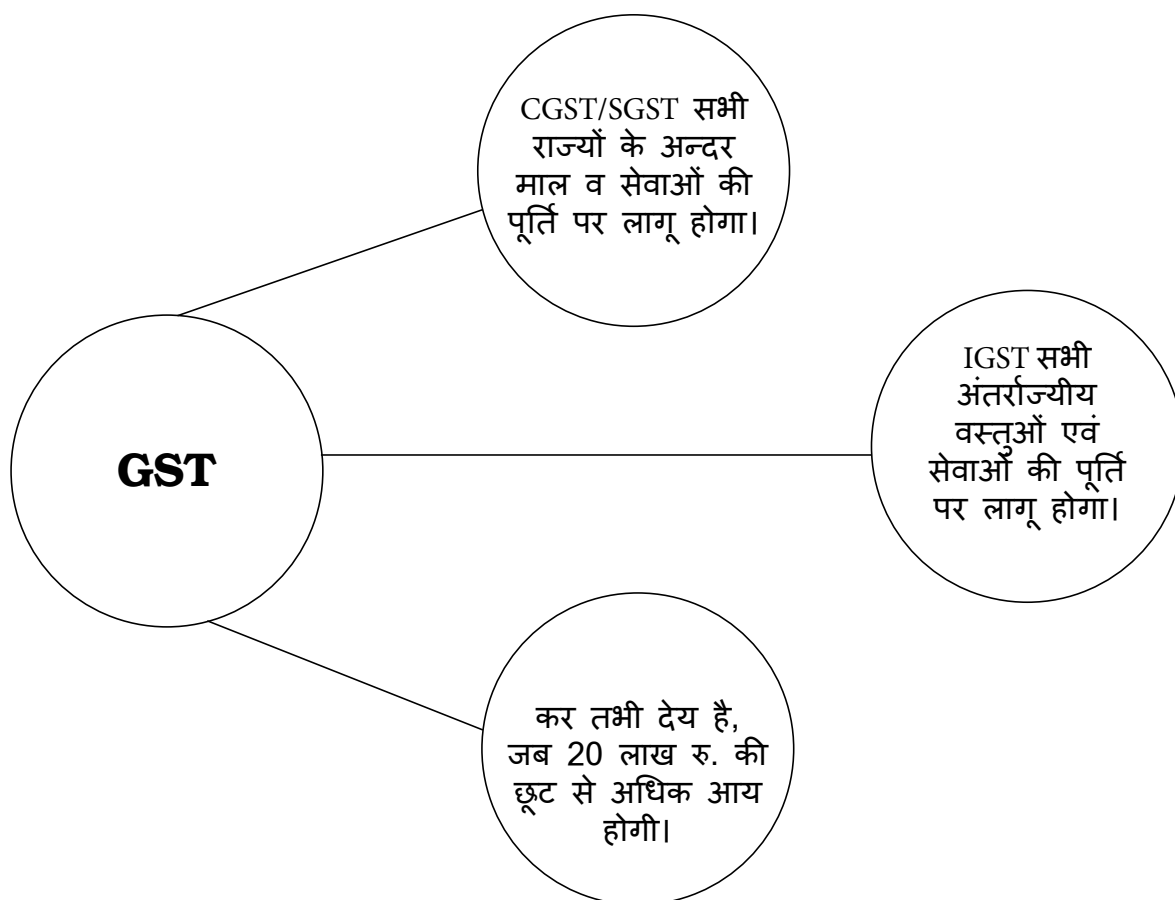 CGST/SGST सभी
राज्यों के अन्दर
माल व सेवाओं की
पूर्ति पर लागू होगा।
GST
IGST सभी
अंतर्राज्यीय
वस्तुओं एवं
सेवाओं की पूर्ति
पर लागू होगा।
कर तभी देय है,
जब 20 लाख रु. की
छूट से अधिक आय
होगी।